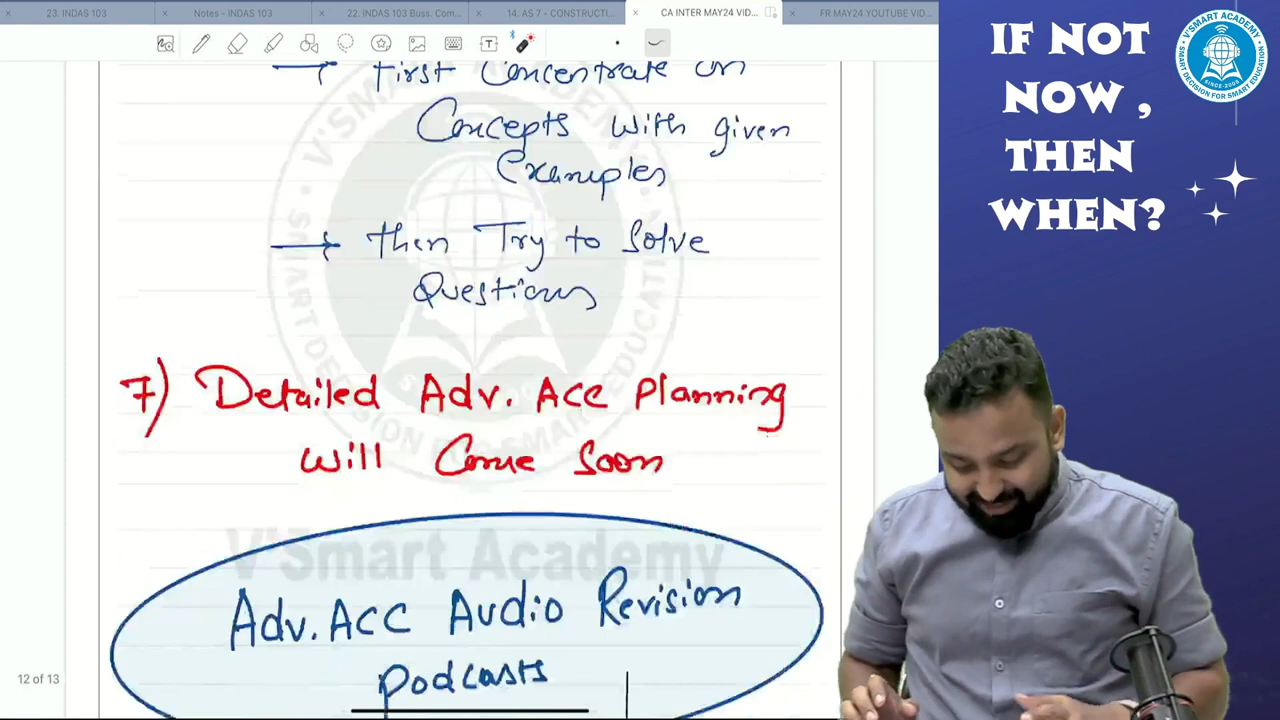 23. INDAS 103
Notes - INDAS 103
22. INDAS 103 Buss. Com...
14. AS 7 - CONSTRUCTI...
CA INTER MAY24 VID...
FR MAY24 YOUTUBE VID...
First Concentrate on
Concepts with given
Examples
then Try to Solve
Questions
7) Detailed Adv. Acc Planning
will Come Soon
V'Smart Academy
Adv. Acc Audio Revision
podcasts
12 of 13
IF NOT
NOW ,
THEN
WHEN?
V'SMART ACADEMY
SINCE-2005
SMART DECISION FOR SMART EDUCATION